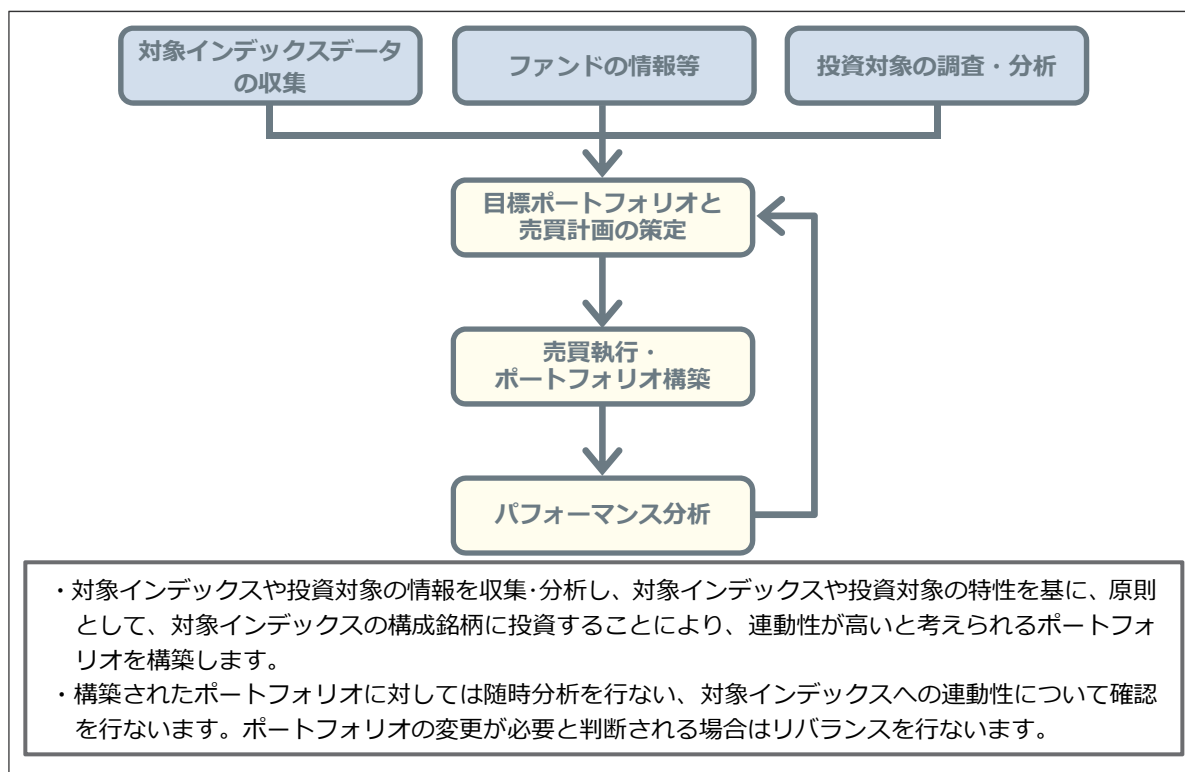 対象インデックスデータ
の収集
ファンドの情報等
投資対象の調査・分析
目標ポートフォリオと
売買計画の策定
売買執行・
ポートフォリオ構築
パフォーマンス分析
・対象インデックスや投資対象の情報を収集･分析し、対象インデックスや投資対象の特性を基に、原則
として、対象インデックスの構成銘柄に投資することにより、連動性が高いと考えられるポートフォ
リオを構築します。
・構築されたポートフォリオに対しては随時分析を行ない、対象インデックスへの連動性について確認
を行ないます。ポートフォリオの変更が必要と判断される場合はリバランスを行ないます。